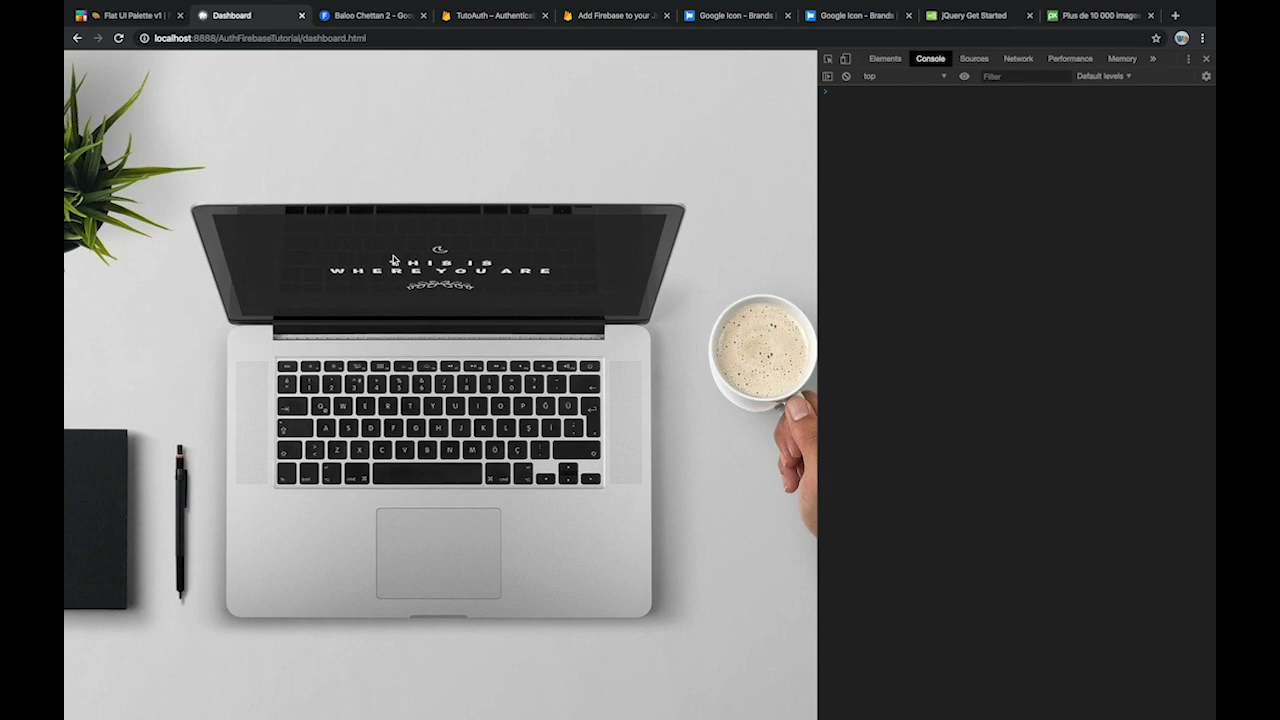 Flat UI Palette v1 |
Dashboard
Baloo Chettan 2 - Goo
TutoAuth – Authenticat
Add Firebase to your J
Google Icon - Brands |
Google Icon - Brands |
jQuery Get Started
Plus de 10 000 images
localhost:8888/AuthFirebaseTutorial/dashboard.html
Elements Console Sources Network Performance Memory »
top Filter Default levels
THIS IS
WHERE YOU ARE
Q W E R T Y U I O P Ğ Ü
A S D F G H J K L Ş İ
Z X C V B N M Ö Ç